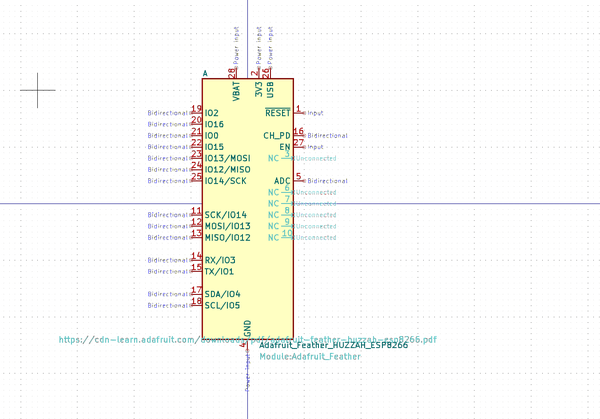 Power Input
Power Input
Power Input
A
28
2
26
VBAT
3V3
USB
Bidirectional 19 IO2
RESET 1 Input
Bidirectional 20 IO16
Bidirectional 21 IO0
CH_PD 16 Bidirectional
Bidirectional 22 IO15
EN 27 Input
Bidirectional 23 IO13/MOSI
NC 3 Unconnected
Bidirectional 24 IO12/MISO
Bidirectional 25 IO14/SCK
ADC 5 Bidirectional
NC 6 Unconnected
NC 7 Unconnected
Bidirectional 11 SCK/IO14
NC 8 Unconnected
Bidirectional 12 MOSI/IO13
NC 9 Unconnected
Bidirectional 13 MISO/IO12
NC 10 Unconnected
Bidirectional 14 RX/IO3
Bidirectional 15 TX/IO1
Bidirectional 17 SDA/IO4
Bidirectional 18 SCL/IO5
GND
https://cdn-learn.adafruit.com/downloads/pdf/adafruit-feather-huzzah-esp8266.pdf
4
Adafruit_Feather_HUZZAH_ESP8266
Module:Adafruit_Feather
Power Input